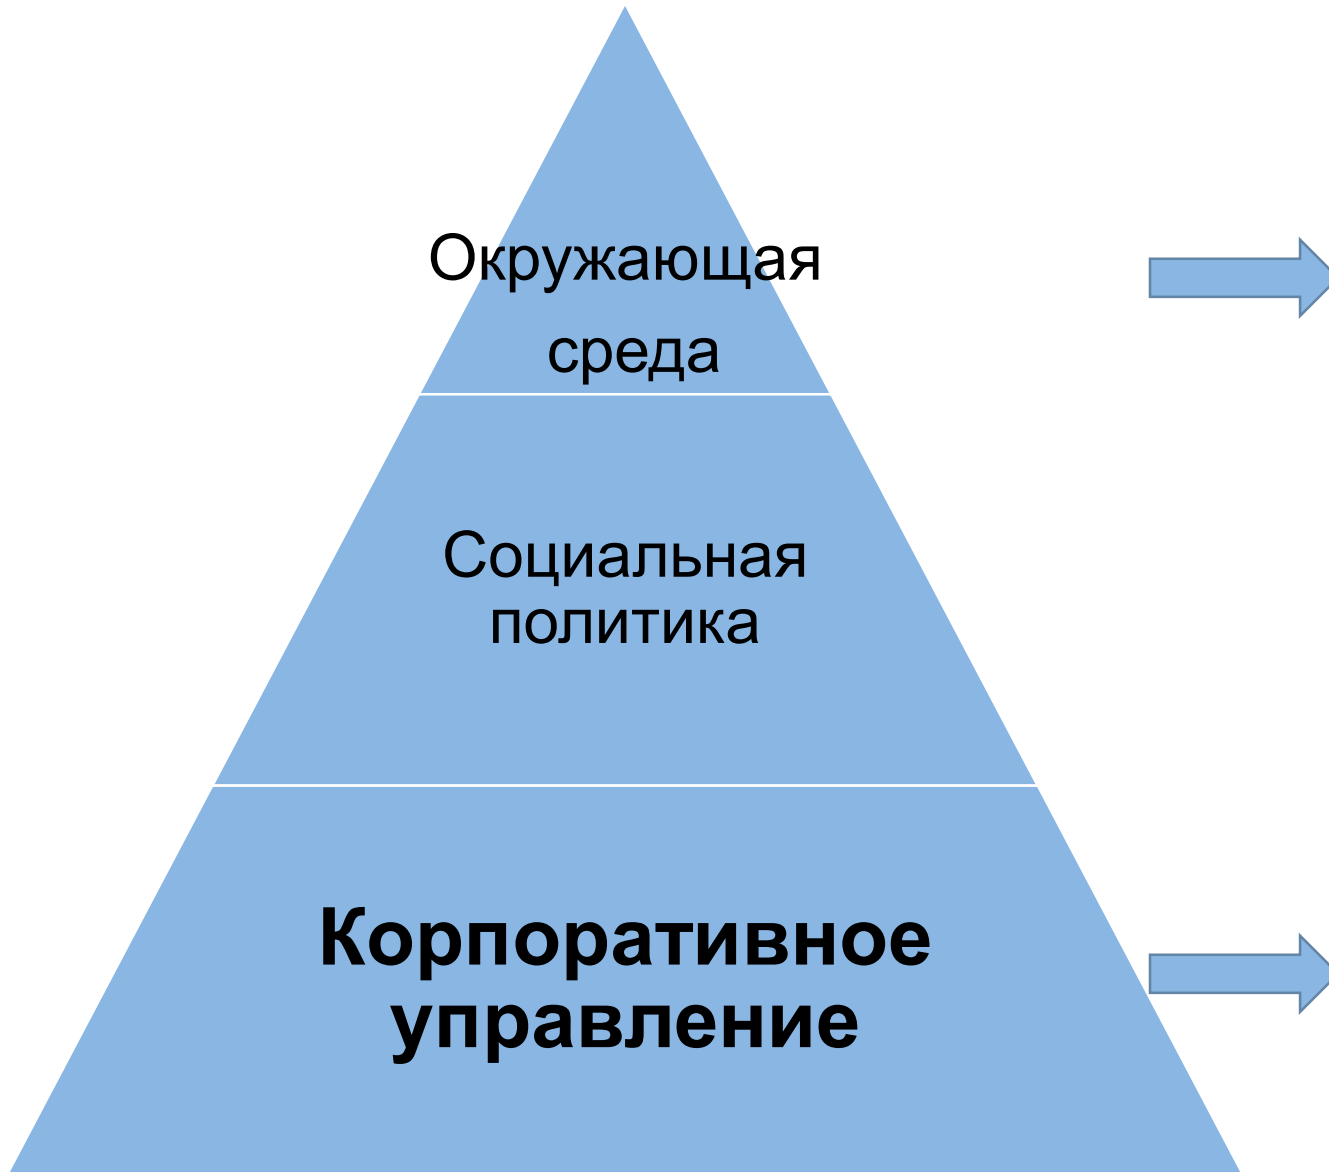 Окружающая
среда
Социальная
политика
Корпоративное
управление